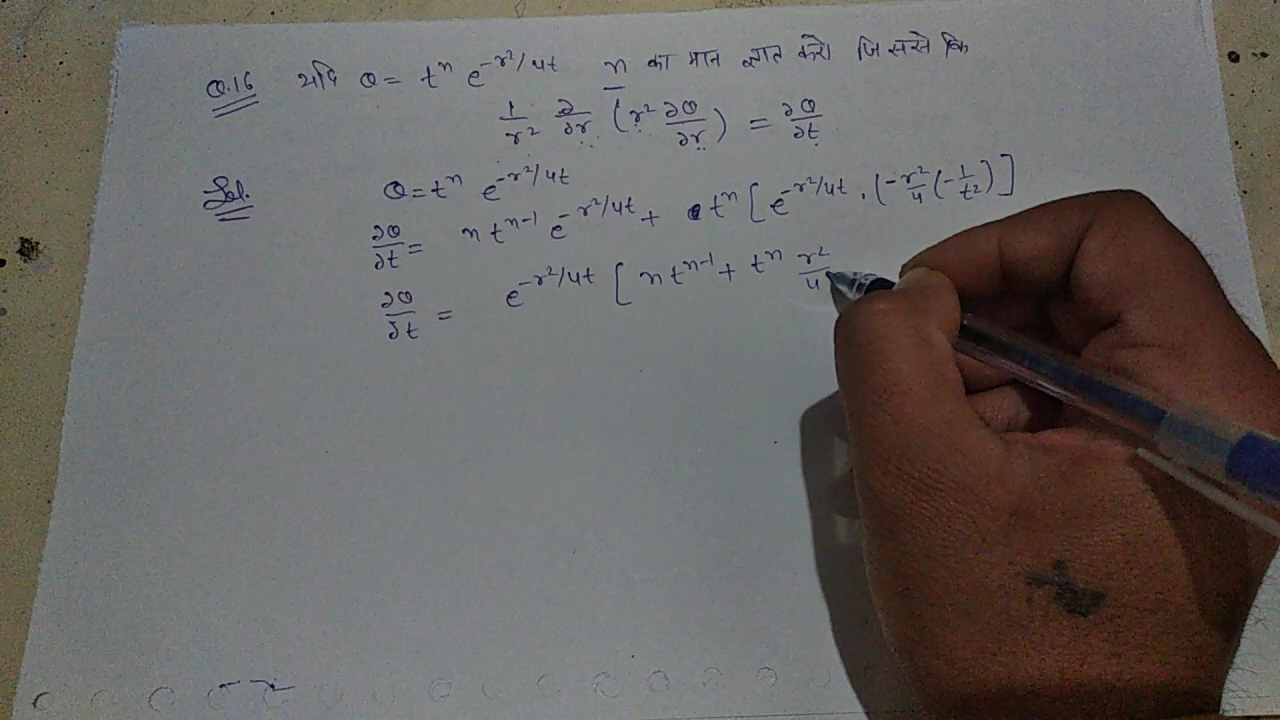 Q.16 यदि θ = tⁿ e^(-r²/4t) n का मान ज्ञात करो जिससे कि
1/r² ∂/∂r (r² ∂θ/∂r) = ∂θ/∂t
Sol. θ = tⁿ e^(-r²/4t)
∂θ/∂t = n tⁿ⁻¹ e^(-r²/4t) + tⁿ [e^(-r²/4t) . (-r²/4 (-1/t²)]
∂θ/∂t = e^(-r²/4t) [n tⁿ⁻¹ + tⁿ r²/4